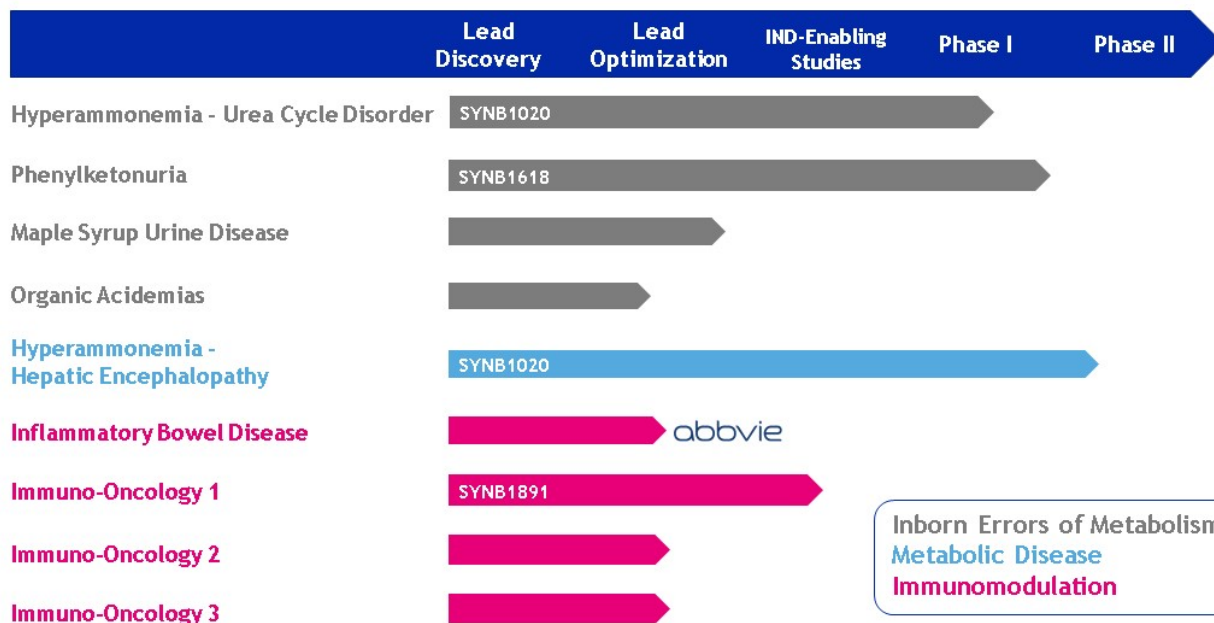 Lead Discovery
Lead Optimization
IND-Enabling Studies
Phase I
Phase II
Hyperammonemia - Urea Cycle Disorder
SYNB1020
Phenylketonuria
SYNB1618
Maple Syrup Urine Disease
Organic Acidemias
Hyperammonemia -
Hepatic Encephalopathy
SYNB1020
Inflammatory Bowel Disease
abbvie
Immuno-Oncology 1
SYNB1891
Immuno-Oncology 2
Immuno-Oncology 3
Inborn Errors of Metabolism
Metabolic Disease
Immunomodulation